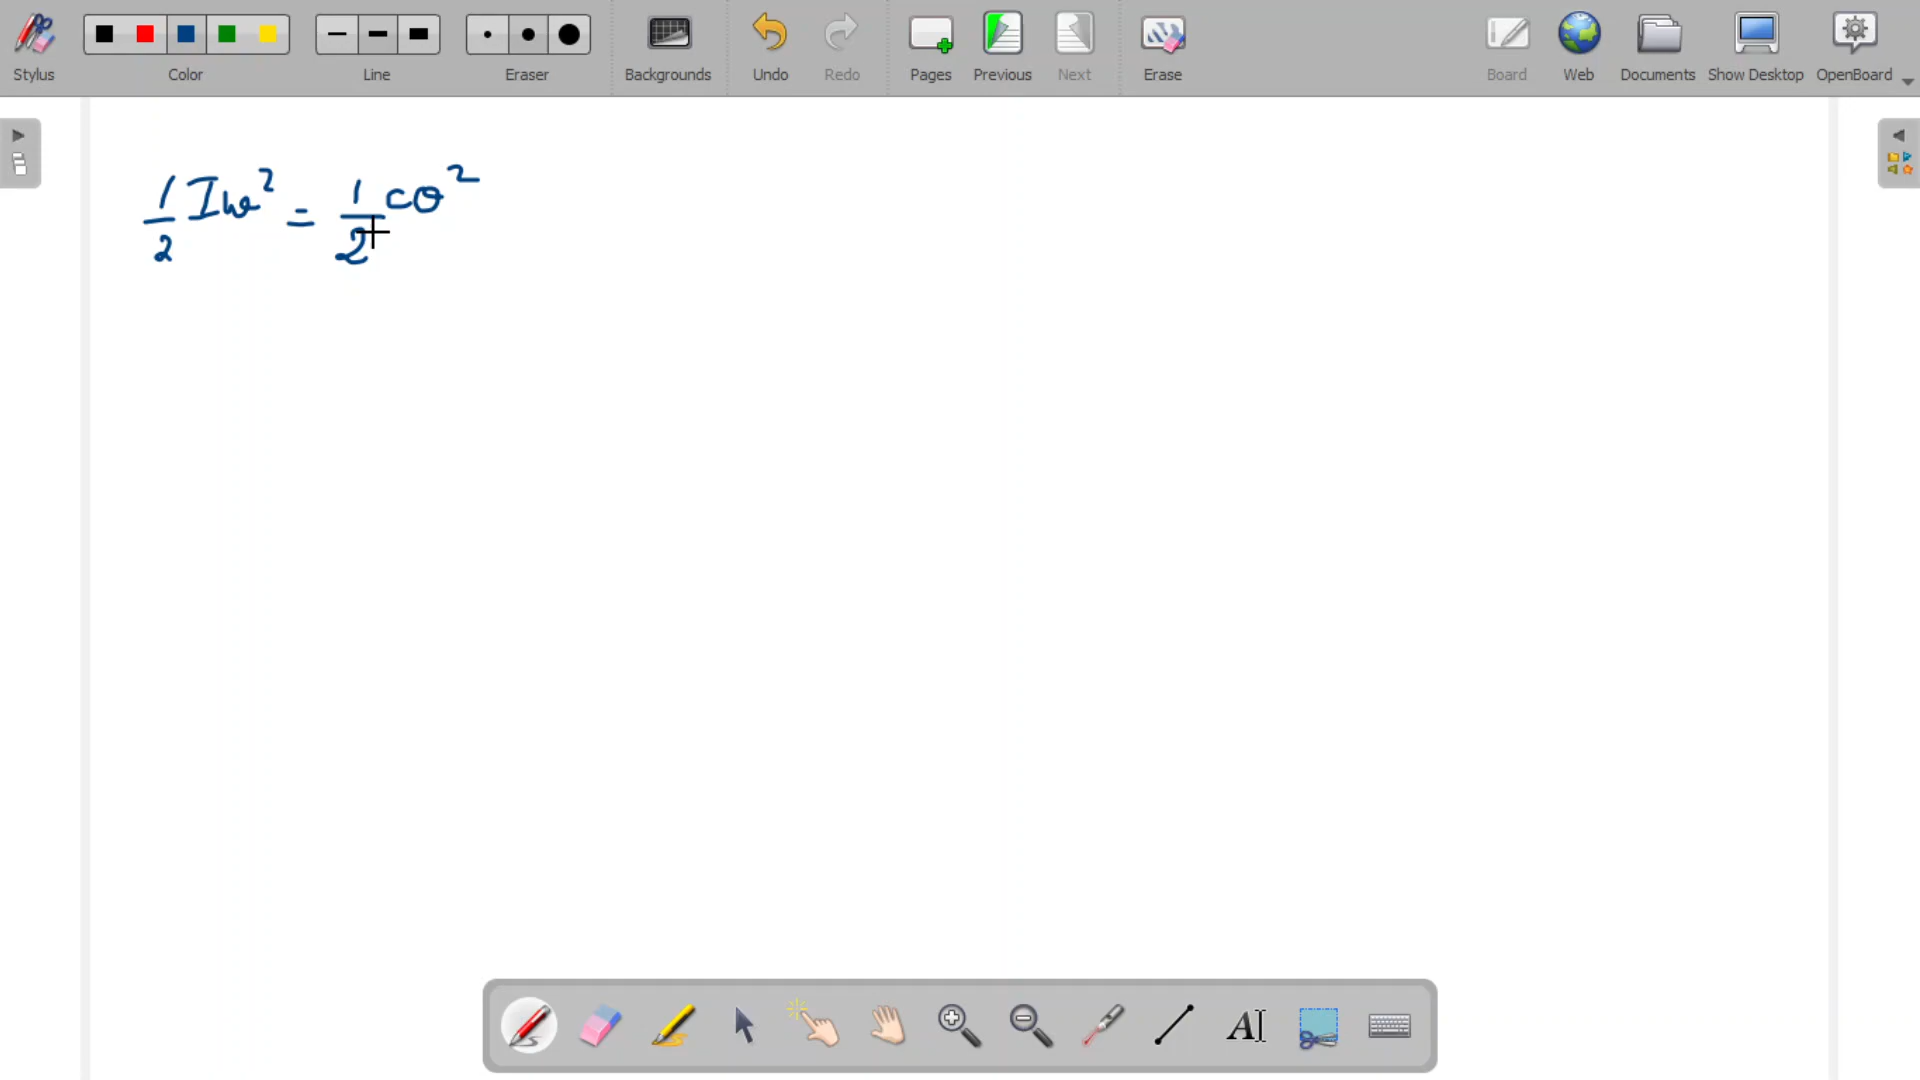 Stylus Color Line Eraser Backgrounds Undo Redo Pages Previous Next Erase Board Web Documents Show Desktop OpenBoard
1/2 Iω² = 1/2 cθ²